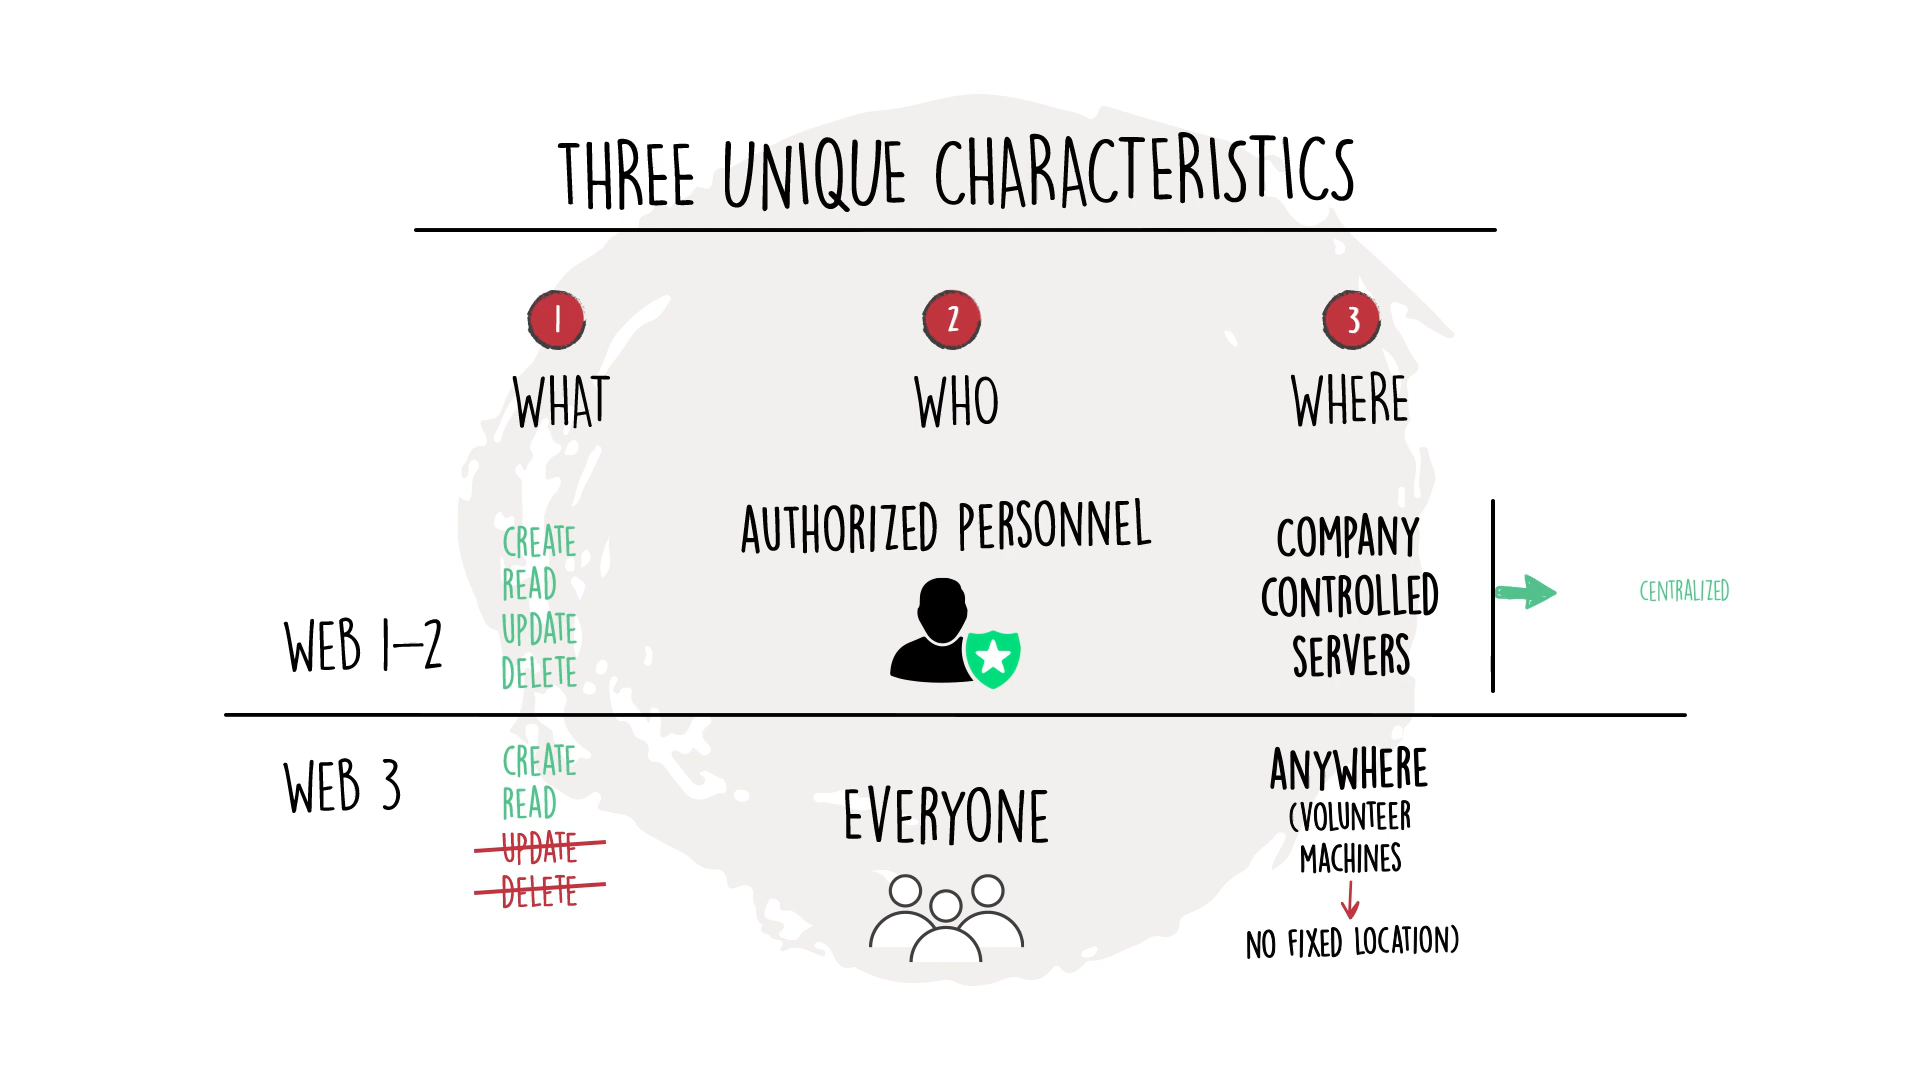 THREE UNIQUE CHARACTERISTICS
1
2
3
WHAT
WHO
WHERE
WEB 1-2
CREATE
READ
UPDATE
DELETE
AUTHORIZED PERSONNEL
COMPANY
CONTROLLED
SERVERS
CENTRALIZED
WEB 3
CREATE
READ
UPDATE
DELETE
EVERYONE
ANYWHERE
(VOLUNTEER
MACHINES
NO FIXED LOCATION)